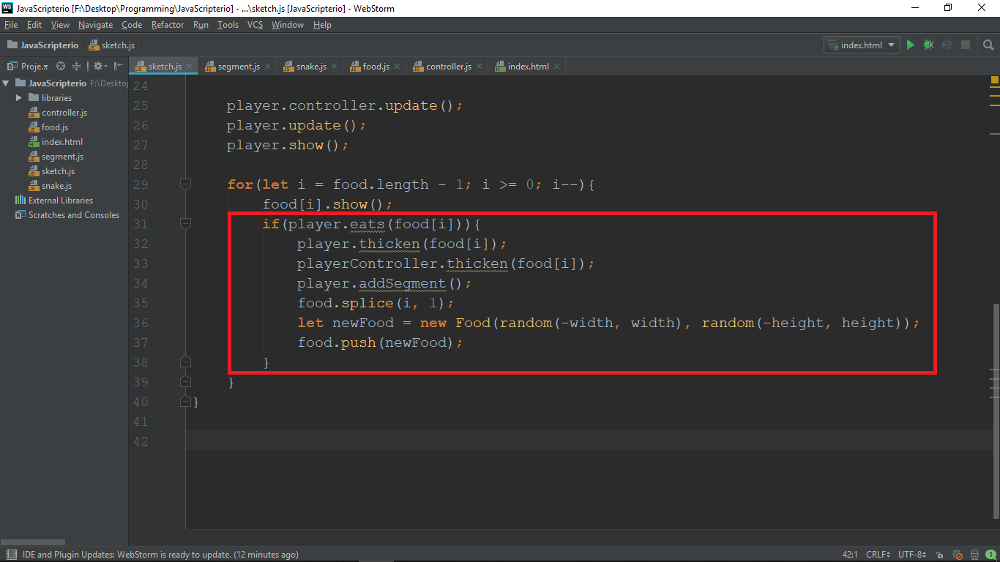 JavaScripterio [F:\Desktop\Programming\JavaScripterio] - ...\sketch.js [JavaScripterio] - WebStorm
File Edit View Navigate Code Refactor Run Tools VCS Window Help
JavaScripterio sketch.js index.html
Proje.. sketch.js segment.js snake.js food.js controller.js index.html
JavaScripterio F:\Deskto
libraries
controller.js
food.js
index.html
segment.js
sketch.js
snake.js
External Libraries
Scratches and Consoles
24
25 player.controller.update();
26 player.update();
27 player.show();
28
29 for(let i = food.length - 1; i >= 0; i--){
30 food[i].show();
31 if(player.eats(food[i])){
32 player.thicken(food[i]);
33 playerController.thicken(food[i]);
34 player.addSegment();
35 food.splice(i, 1);
36 let newFood = new Food(random(-width, width), random(-height, height));
37 food.push(newFood);
38 }
39 }
40 }
41
42
IDE and Plugin Updates: WebStorm is ready to update. (12 minutes ago) 42:1 CRLF UTF-8 1